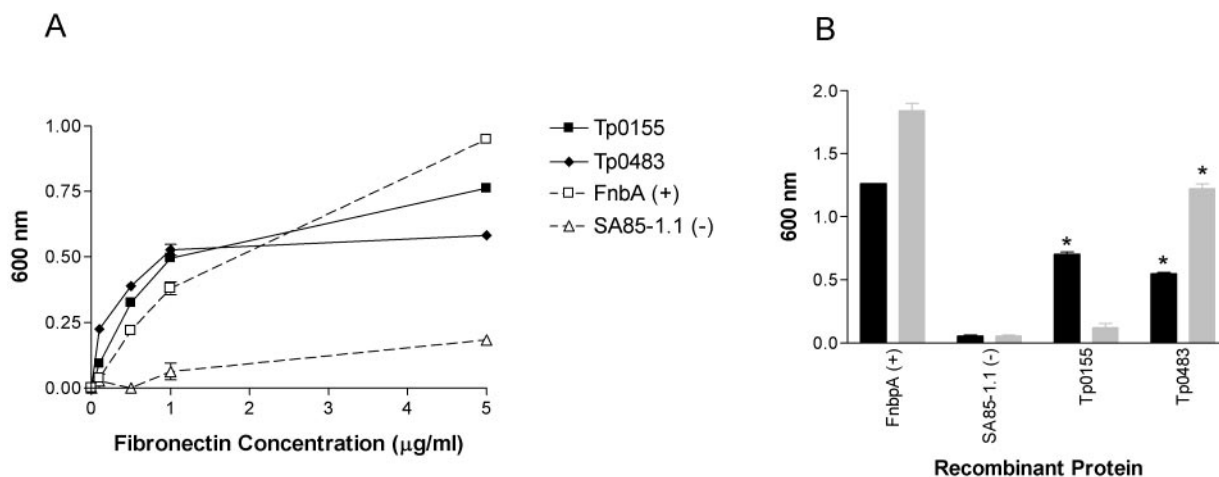 A
600 nm
1.00
0.75
0.50
0.25
0.00
0
1
2
3
4
5
Fibronectin Concentration (μg/ml)
Tp0155
Tp0483
FnbA (+)
SA85-1.1 (-)
B
600 nm
2.0
1.5
1.0
0.5
0.0
*
*
*
FnbpA (+)
SA85-1.1 (-)
Tp0155
Tp0483
Recombinant Protein